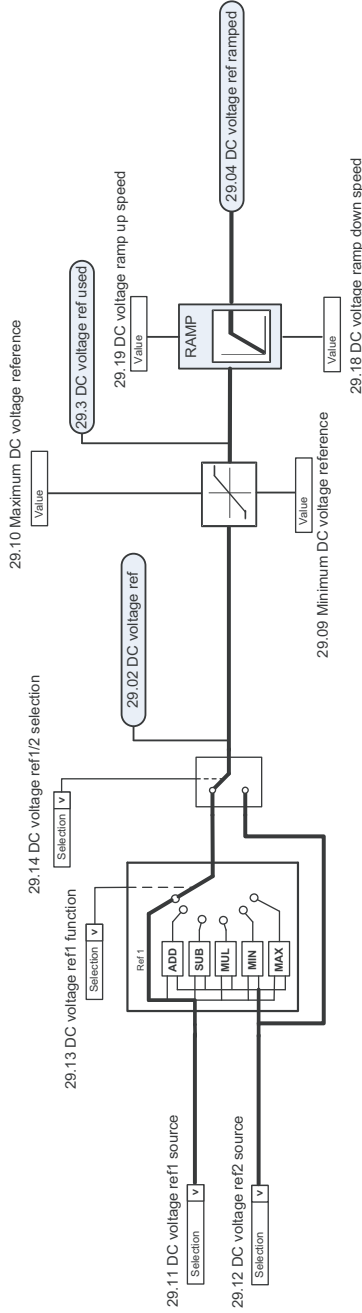 29.11 DC voltage ref1 source
Selection
v
29.12 DC voltage ref2 source
Selection
v
29.13 DC voltage ref1 function
Selection
v
Ref 1
ADD
SUB
MUL
MIN
MAX
29.14 DC voltage ref1/2 selection
Selection
v
29.02 DC voltage ref
29.10 Maximum DC voltage reference
Value
29.09 Minimum DC voltage reference
Value
29.3 DC voltage ref used
29.19 DC voltage ramp up speed
Value
RAMP
29.18 DC voltage ramp down speed
Value
29.04 DC voltage ref ramped